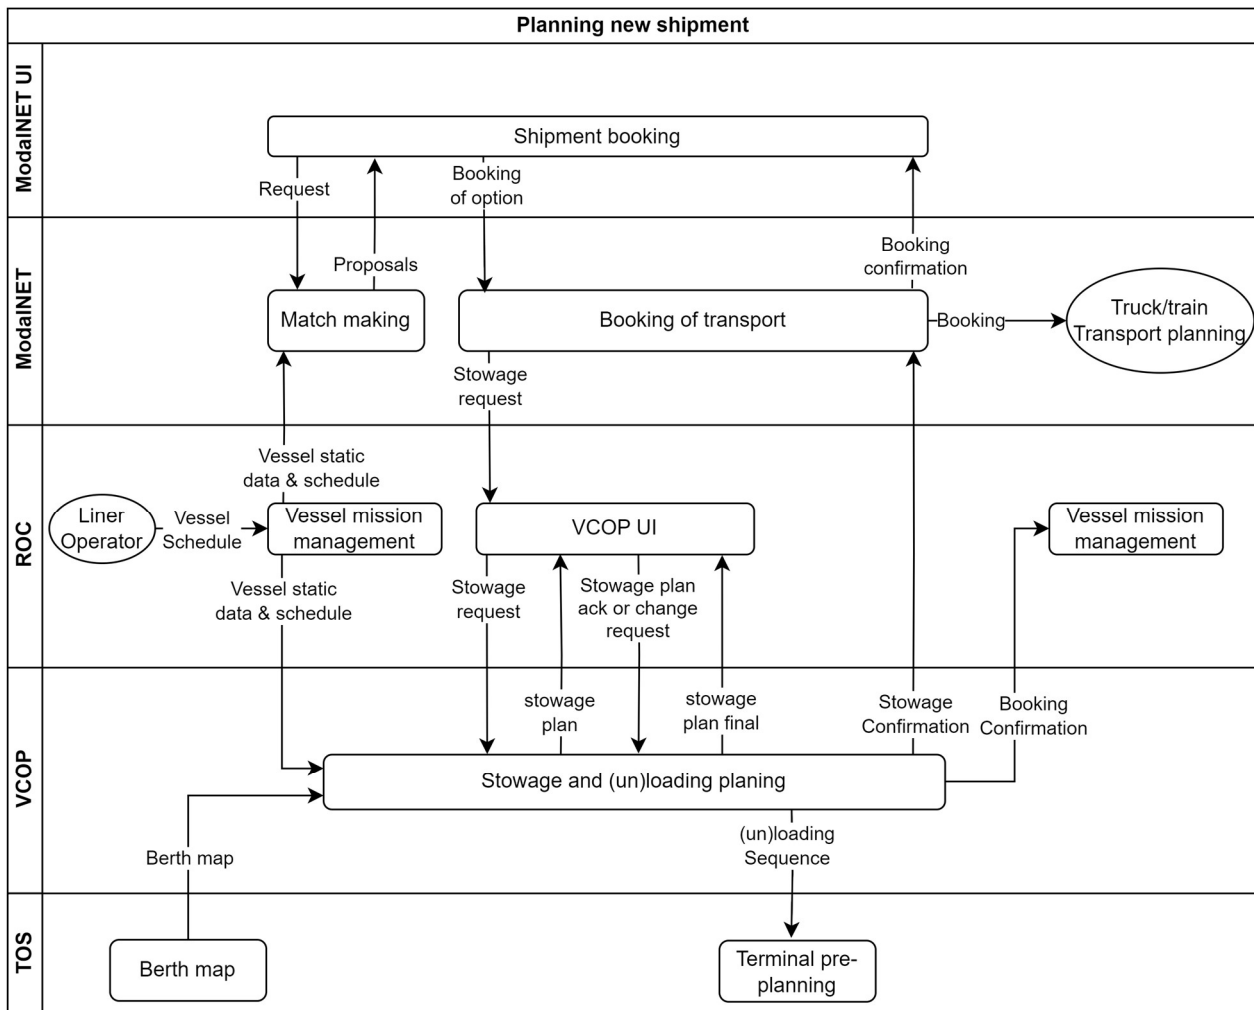 Planning new shipment
ModalNET UI
Shipment booking
Request
Booking
of option
Proposals
Booking
confirmation
ModalNET
Match making
Booking of transport
Booking
Truck/train
Transport planning
Stowage
request
Vessel static
data & schedule
ROC
Liner
Operator
Vessel
Schedule
Vessel mission
management
VCOP UI
Vessel mission
management
Vessel static
data & schedule
Stowage
request
Stowage plan
ack or change
request
stowage
plan
stowage
plan final
Stowage
Confirmation
Booking
Confirmation
VCOP
Stowage and (un)loading planing
Berth map
(un)loading
Sequence
TOS
Berth map
Terminal pre-
planning